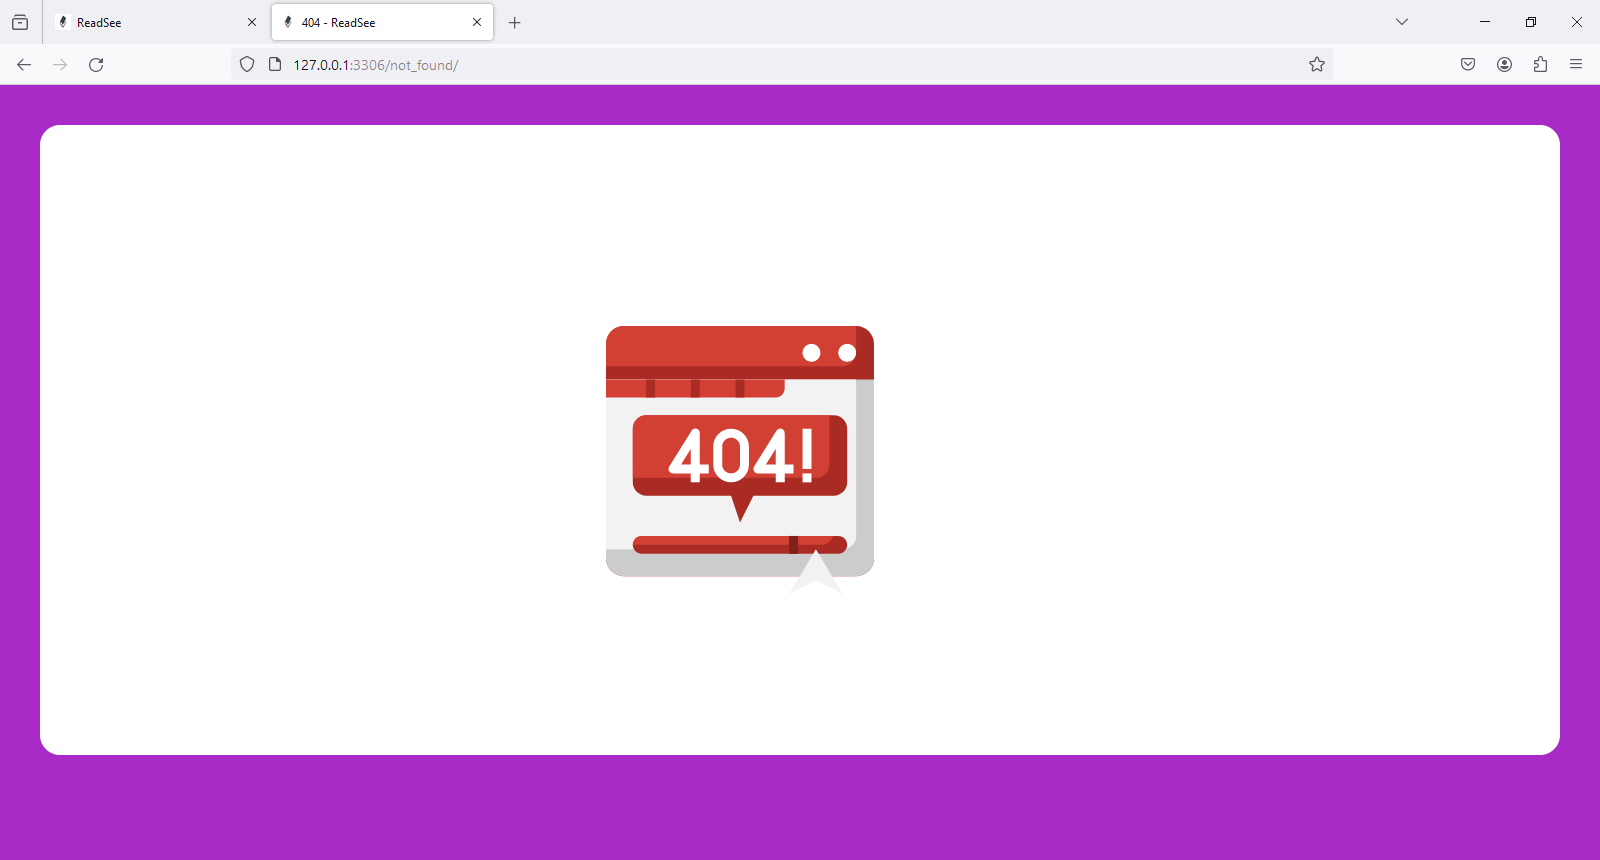 ReadSee
404 - ReadSee
127.0.0.1:3306/not_found/
404!